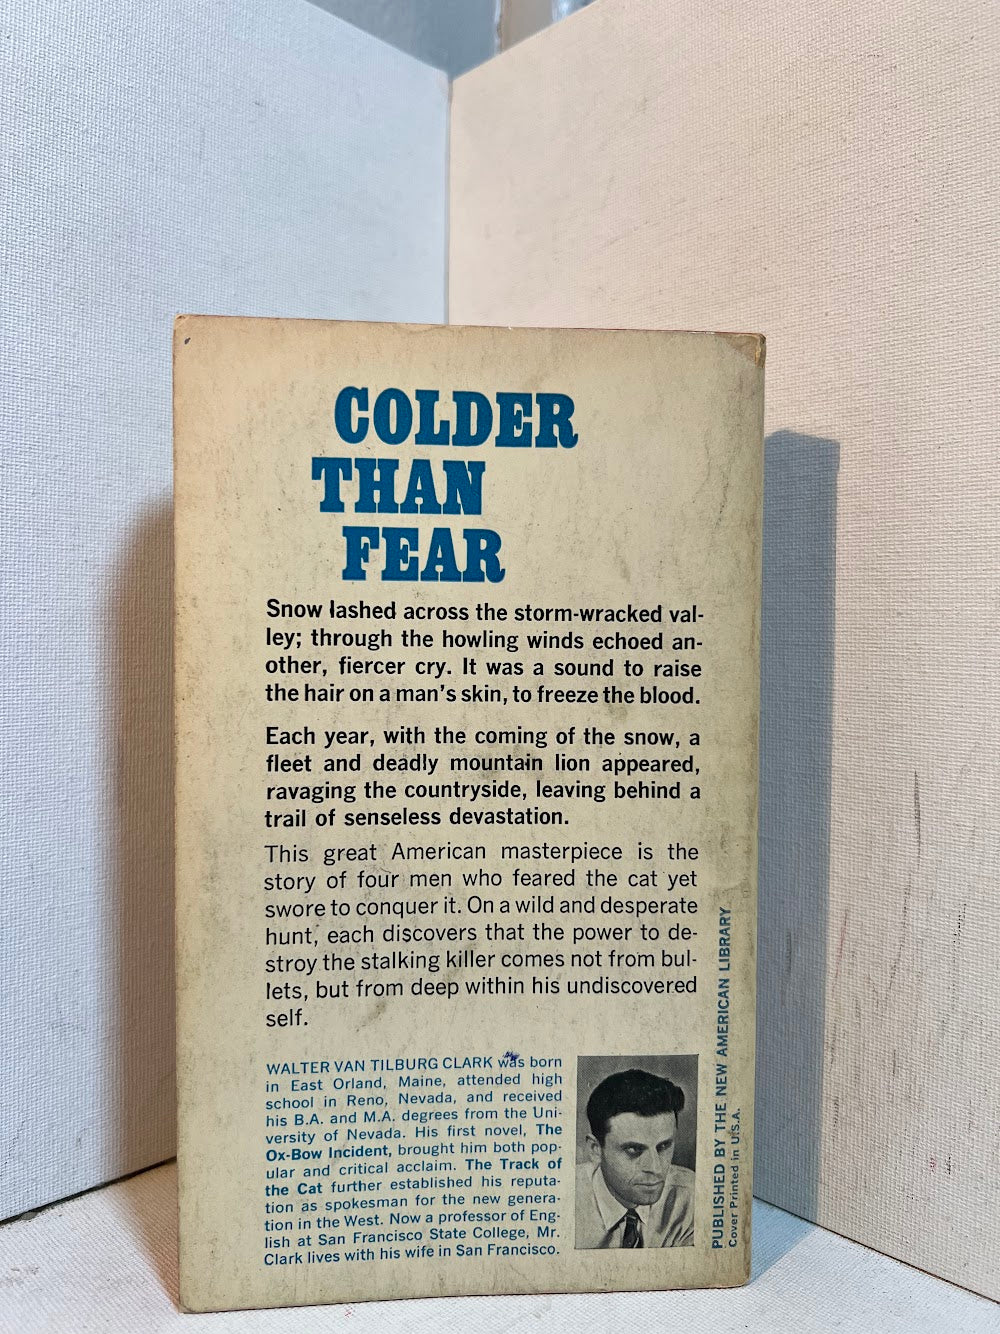 COLDER
THAN
FEAR
Snow lashed across the storm-wracked val-
ley; through the howling winds echoed an-
other, fiercer cry. It was a sound to raise
the hair on a man's skin, to freeze the blood.
Each year, with the coming of the snow, a
fleet and deadly mountain lion appeared,
ravaging the countryside, leaving behind a
trail of senseless devastation.
This great American masterpiece is the
story of four men who feared the cat yet
swore to conquer it. On a wild and desperate
hunt, each discovers that the power to de-
stroy the stalking killer comes not from bul-
lets, but from deep within his undiscovered
self.
WALTER VAN TILBURG CLARK was born
in East Orland, Maine, attended high
school in Reno, Nevada, and received
his B.A. and M.A. degrees from the Uni-
versity of Nevada. His first novel, The
Ox-Bow Incident, brought him both pop-
ular and critical acclaim. The Track of
the Cat further established his reputa-
tion as spokesman for the new genera-
tion in the West. Now a professor of Eng-
lish at San Francisco State College, Mr.
Clark lives with his wife in San Francisco.
PUBLISHED BY THE NEW AMERICAN LIBRARY
Cover Printed in U.S.A.